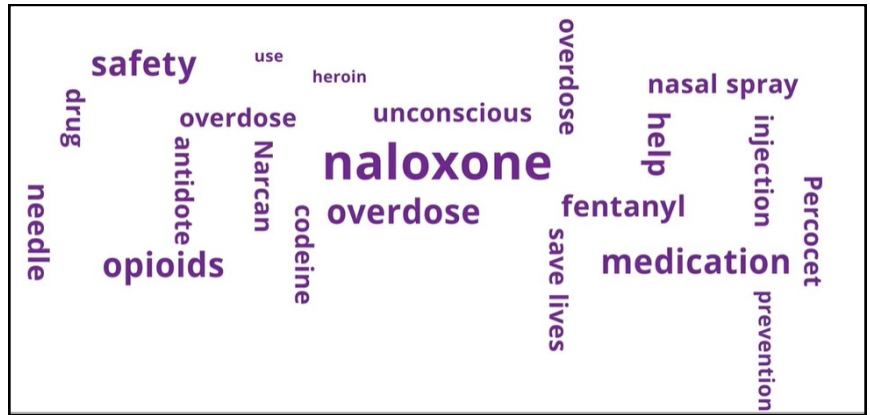 safety
use
heroin
overdose
nasal spray
drug
overdose
unconscious
help
injection
antidote
Narcan
naloxone
Percocet
needle
codeine
overdose
fentanyl
opioids
save lives
medication
prevention